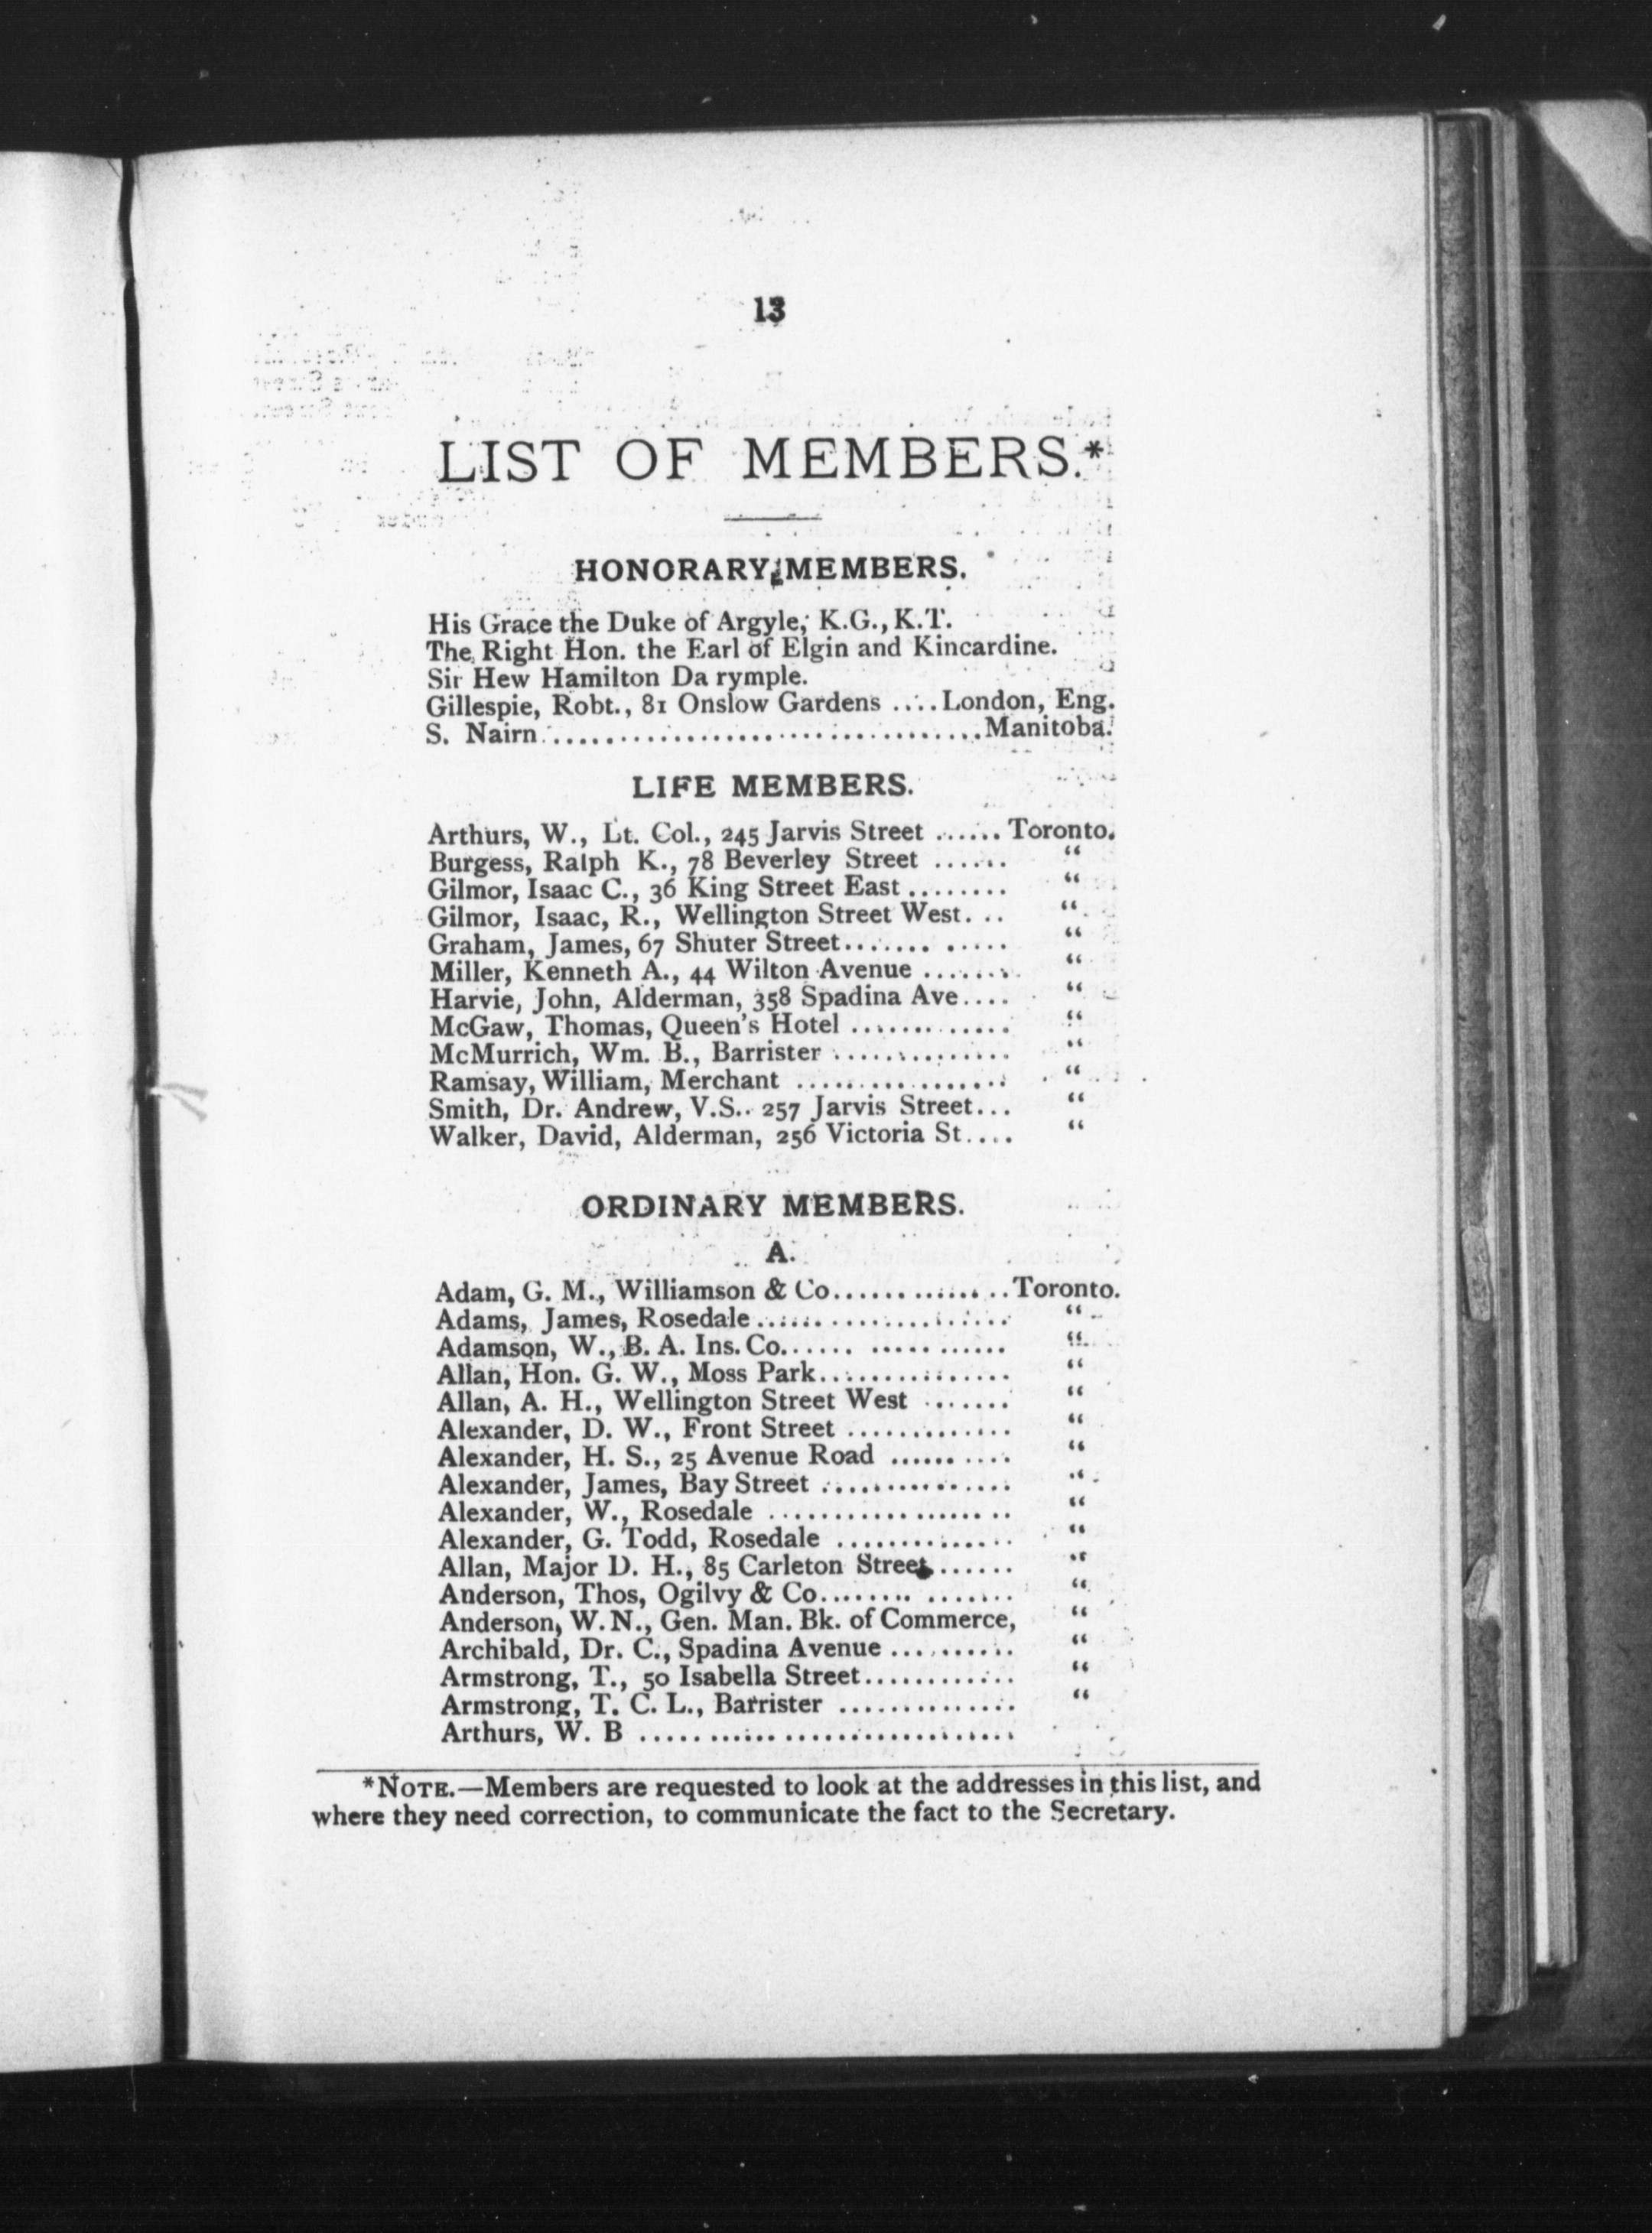 13
LIST OF MEMBERS.*
HONORARY MEMBERS.
His Grace the Duke of Argyle, K.G., K.T.
The Right Hon. the Earl of Elgin and Kincardine.
Sir Hew Hamilton Da rymple.
Gillespie, Robt., 81 Onslow Gardens .... London, Eng.
S. Nairn ........................................ Manitoba.
LIFE MEMBERS.
Arthurs, W., Lt. Col., 245 Jarvis Street ...... Toronto.
Burgess, Ralph K., 78 Beverley Street ...... “
Gilmor, Isaac C., 36 King Street East ........ “
Gilmor, Isaac, R., Wellington Street West. .. “
Graham, James, 67 Shuter Street....... ..... “
Miller, Kenneth A., 44 Wilton Avenue ........ “
Harvie, John, Alderman, 358 Spadina Ave.... “
McGaw, Thomas, Queen's Hotel ............. “
McMurrich, Wm. B., Barrister ............... “
Ramsay, William, Merchant .................. “
Smith, Dr. Andrew, V.S.. 257 Jarvis Street... “
Walker, David, Alderman, 256 Victoria St.... “
ORDINARY MEMBERS.
A.
Adam, G. M., Williamson & Co............... Toronto.
Adams, James, Rosedale ...................... “
Adamson, W., B. A. Ins. Co...... ..... ...... “
Allan, Hon. G. W., Moss Park................ “
Allan, A. H., Wellington Street West ....... “
Alexander, D. W., Front Street ............. “
Alexander, H. S., 25 Avenue Road ...... .... “
Alexander, James, Bay Street ............... “
Alexander, W., Rosedale .................... “
Alexander, G. Todd, Rosedale ............... “
Allan, Major D. H., 85 Carleton Street...... “
Anderson, Thos, Ogilvy & Co........ ....... “
Anderson, W. N., Gen. Man. Bk. of Commerce, “
Archibald, Dr. C., Spadina Avenue .......... “
Armstrong, T., 50 Isabella Street............ “
Armstrong, T. C. L., Barrister .............. “
Arthurs, W. B ..................................
*NOTE.—Members are requested to look at the addresses in this list, and
where they need correction, to communicate the fact to the Secretary.